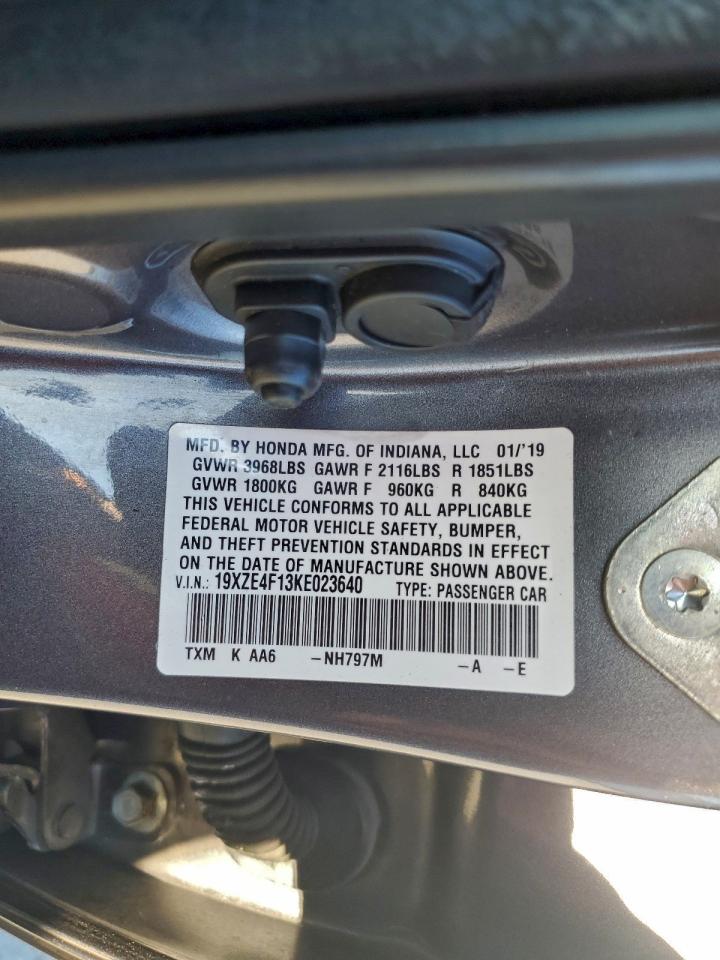 MFD. BY HONDA MFG. OF INDIANA, LLC 01/'19
GVWR 3968LBS GAWR F 2116LBS R 1851LBS
GVWR 1800KG GAWR F 960KG R 840KG
THIS VEHICLE CONFORMS TO ALL APPLICABLE
FEDERAL MOTOR VEHICLE SAFETY, BUMPER,
AND THEFT PREVENTION STANDARDS IN EFFECT
ON THE DATE OF MANUFACTURE SHOWN ABOVE.
V.I.N.: 19XZE4F13KE023640 TYPE: PASSENGER CAR
TXM K AA6 -NH797M -A -E